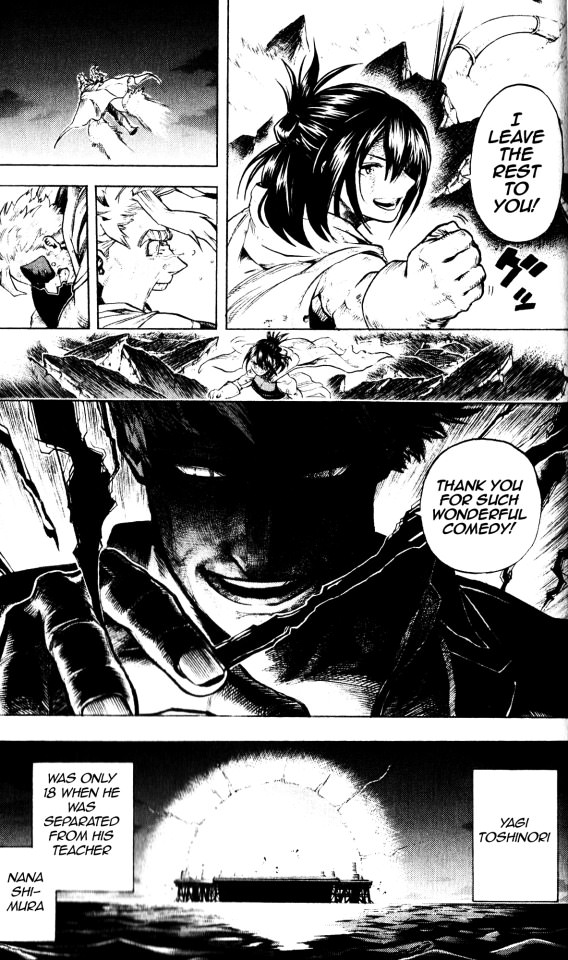 I
LEAVE
THE
REST
TO
YOU!
グッ
THANK YOU
FOR SUCH
WONDERFUL
COMEDY!
YAGI
TOSHINORI
WAS ONLY
18 WHEN HE
WAS
SEPARATED
FROM HIS
TEACHER
NANA
SHI-
MURA